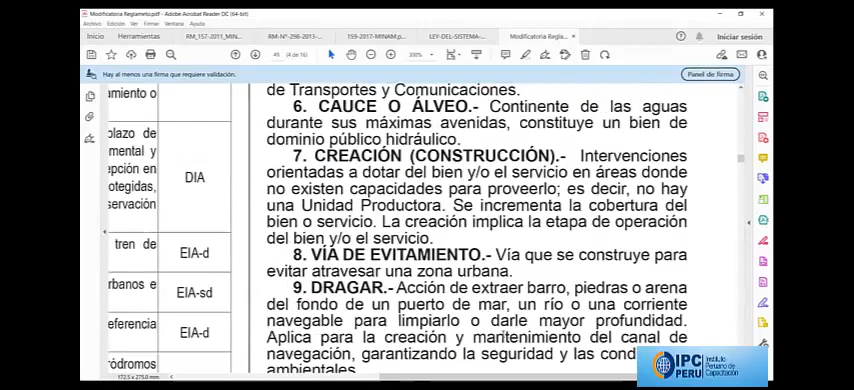 Modificatoria Reglameto.pdf - Adobe Acrobat Reader DC (64-bit)
Archivo Edición Ver Firmar Ventana Ayuda
Inicio Herramientas RM_157-2011_MIN... RM-Nº-298-2013-... 159-2017-MINAM.p... LEY-DEL-SISTEMA-... Modificatoria Regla... × Iniciar sesión
45 (4 de 16) 300%
Hay al menos una firma que requiere validación. Panel de firma
amiento o
plazo de
mental y
epción en
otegidas,
servación
DIA
tren de
EIA-d
rbanos e
EIA-sd
eferencia
EIA-d
ródromos
de Transportes y Comunicaciones.
6. CAUCE O ÁLVEO.- Continente de las aguas
durante sus máximas avenidas, constituye un bien de
dominio público hidráulico.
7. CREACIÓN (CONSTRUCCIÓN).- Intervenciones
orientadas a dotar del bien y/o el servicio en áreas donde
no existen capacidades para proveerlo; es decir, no hay
una Unidad Productora. Se incrementa la cobertura del
bien o servicio. La creación implica la etapa de operación
del bien y/o el servicio.
8. VÍA DE EVITAMIENTO.- Vía que se construye para
evitar atravesar una zona urbana.
9. DRAGAR.- Acción de extraer barro, piedras o arena
del fondo de un puerto de mar, un río o una corriente
navegable para limpiarlo o darle mayor profundidad.
Aplica para la creación y mantenimiento del canal de
navegación, garantizando la seguridad y las cond
ambientales
172.5 x 275.0 mm
IPC
PERÚ
Instituto
Peruano de
Capacitación